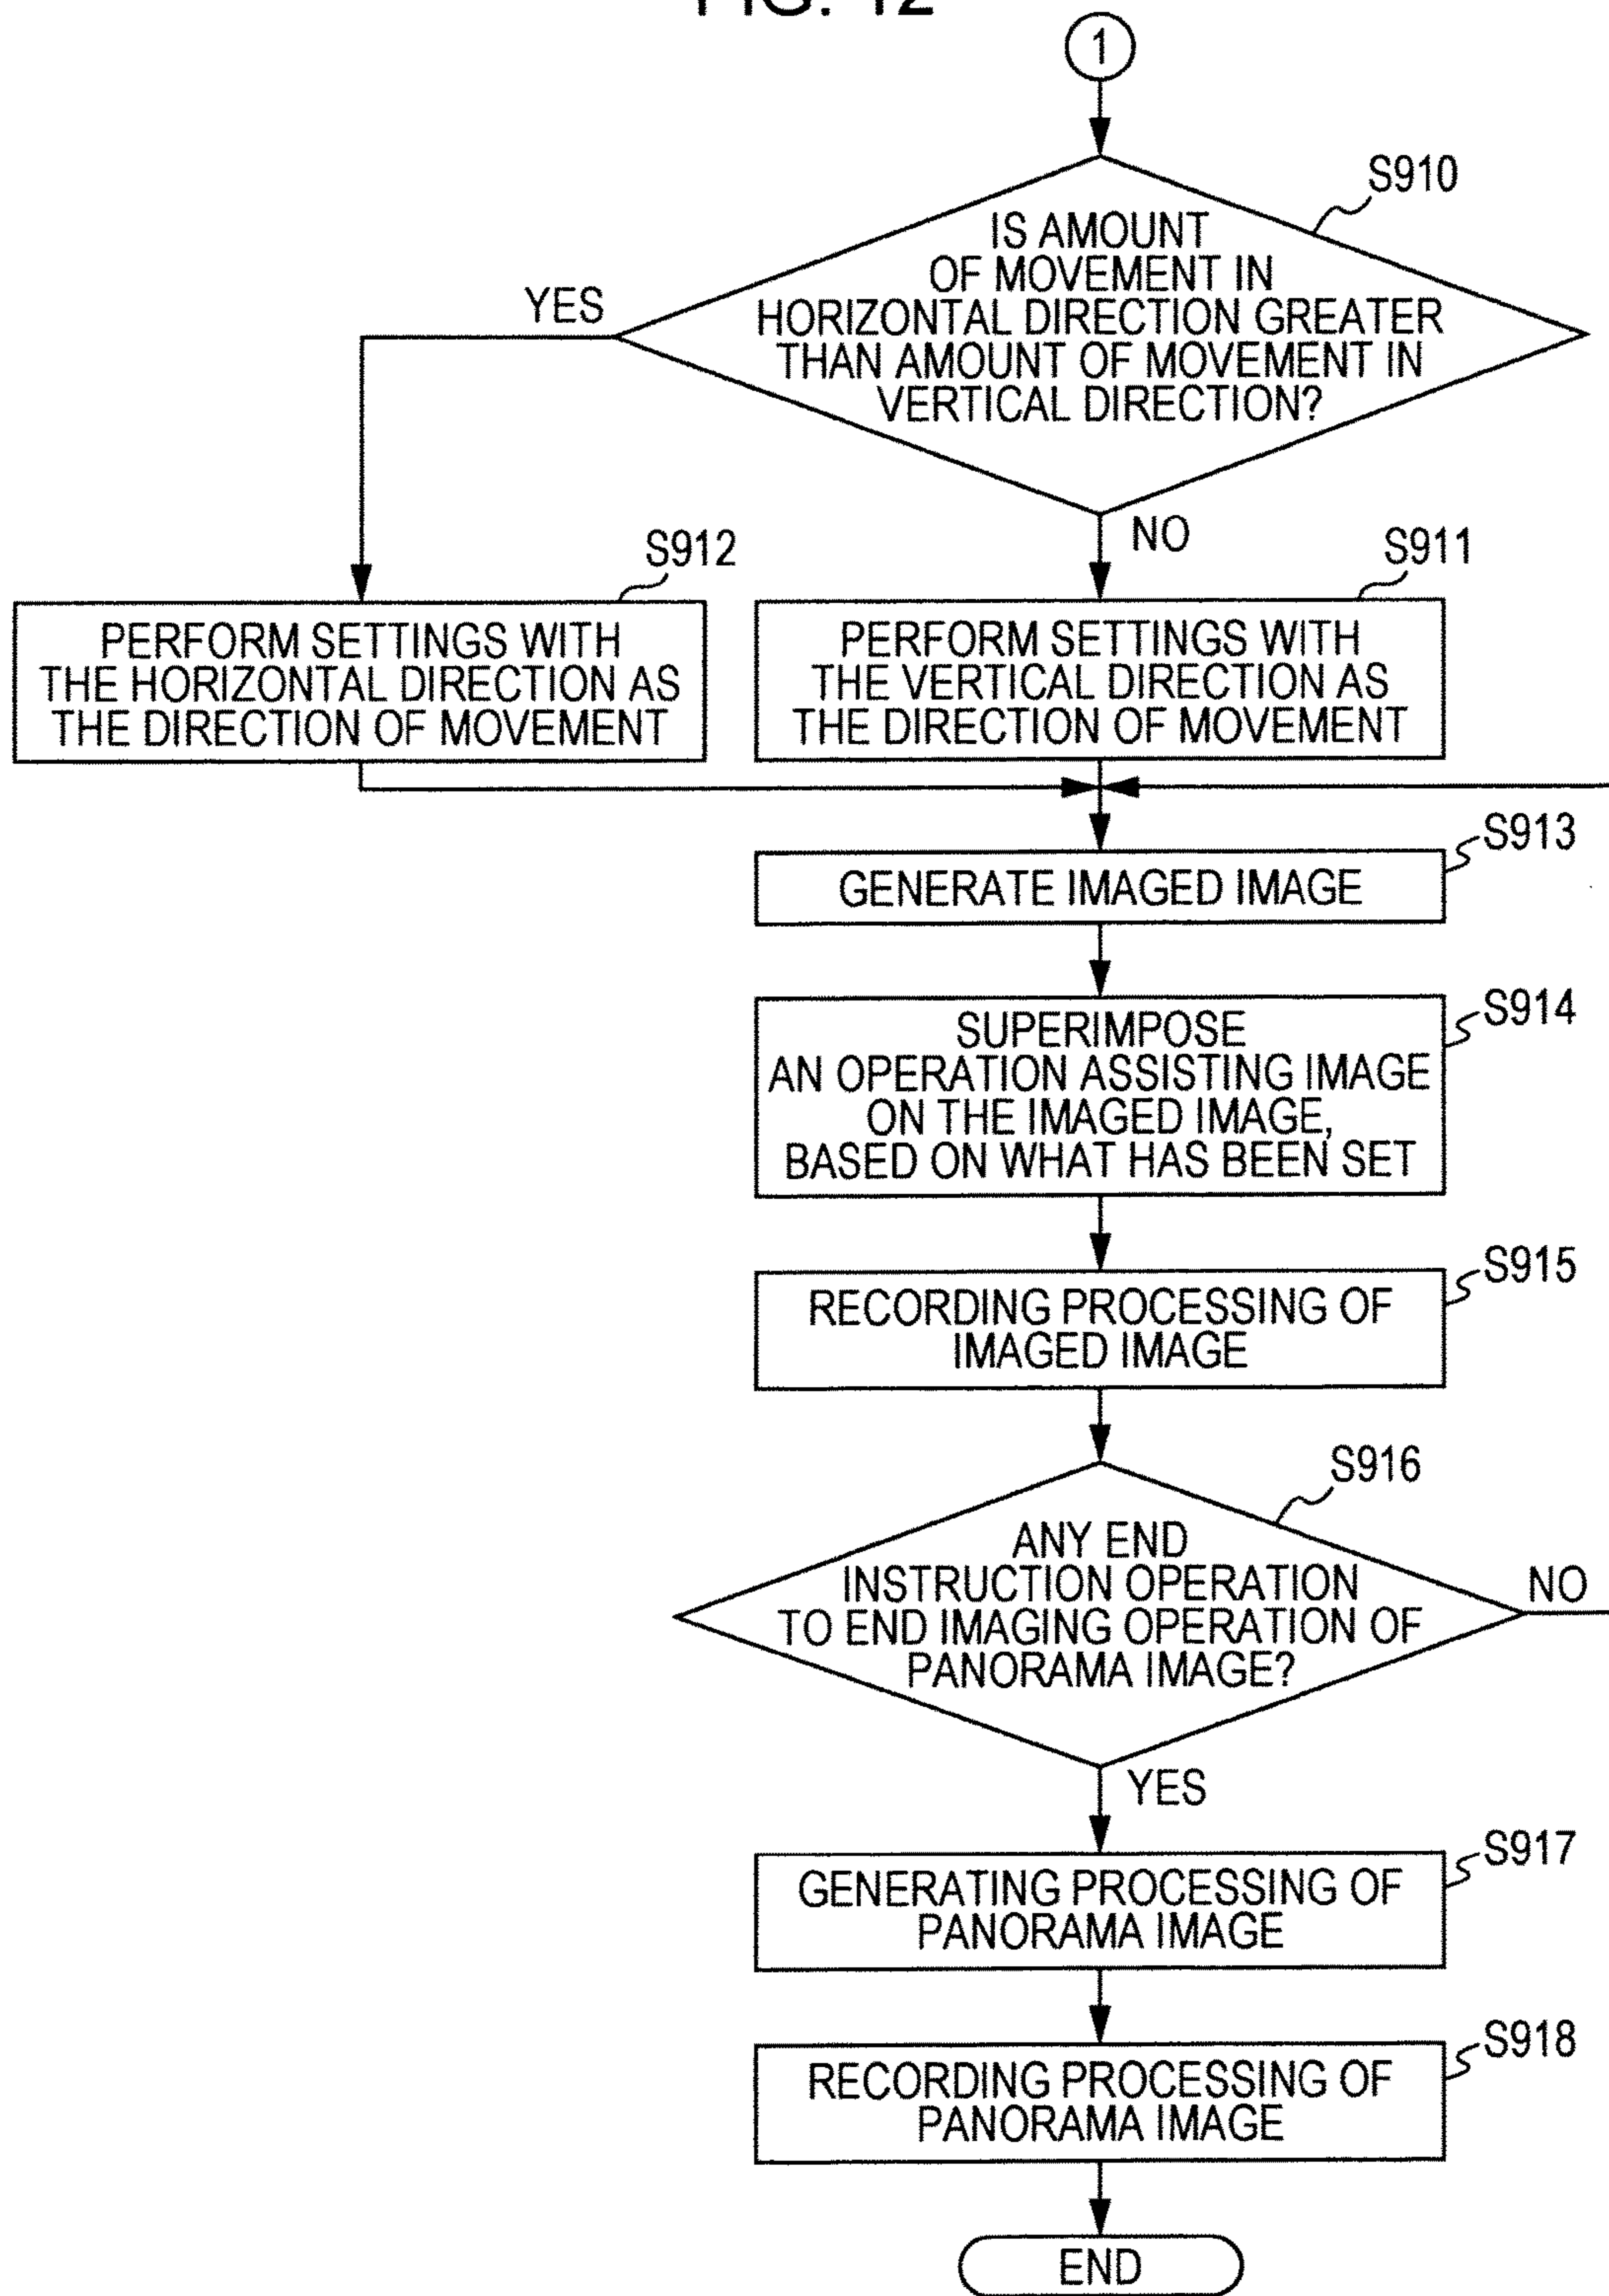 FIG. 12
1
S910
IS AMOUNT
OF MOVEMENT IN
HORIZONTAL DIRECTION GREATER
THAN AMOUNT OF MOVEMENT IN
VERTICAL DIRECTION?
YES
NO
S912
PERFORM SETTINGS WITH
THE HORIZONTAL DIRECTION AS
THE DIRECTION OF MOVEMENT
S911
PERFORM SETTINGS WITH
THE VERTICAL DIRECTION AS
THE DIRECTION OF MOVEMENT
S913
GENERATE IMAGED IMAGE
S914
SUPERIMPOSE
AN OPERATION ASSISTING IMAGE
ON THE IMAGED IMAGE,
BASED ON WHAT HAS BEEN SET
S915
RECORDING PROCESSING OF
IMAGED IMAGE
S916
ANY END
INSTRUCTION OPERATION
TO END IMAGING OPERATION OF
PANORAMA IMAGE?
NO
YES
S917
GENERATING PROCESSING OF
PANORAMA IMAGE
S918
RECORDING PROCESSING OF
PANORAMA IMAGE
END